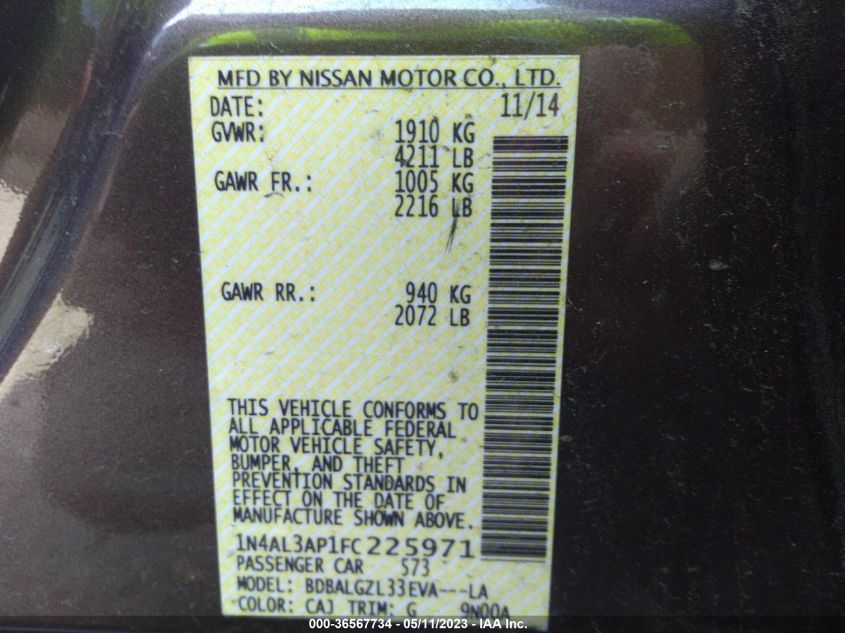 MFD BY NISSAN MOTOR CO., LTD.
DATE: 11/14
GVWR: 1910 KG
4211 LB
GAWR FR.: 1005 KG
2216 LB
GAWR RR.: 940 KG
2072 LB
THIS VEHICLE CONFORMS TO
ALL APPLICABLE FEDERAL
MOTOR VEHICLE SAFETY,
BUMPER, AND THEFT
PREVENTION STANDARDS IN
EFFECT ON THE DATE OF
MANUFACTURE SHOWN ABOVE.
1N4AL3AP1FC225971
PASSENGER CAR 573
MODEL: BDBALGZL33EVA---LA
COLOR: CAJ TRIM: G 9N00A
000-36567734 - 05/11/2023 - IAA Inc.